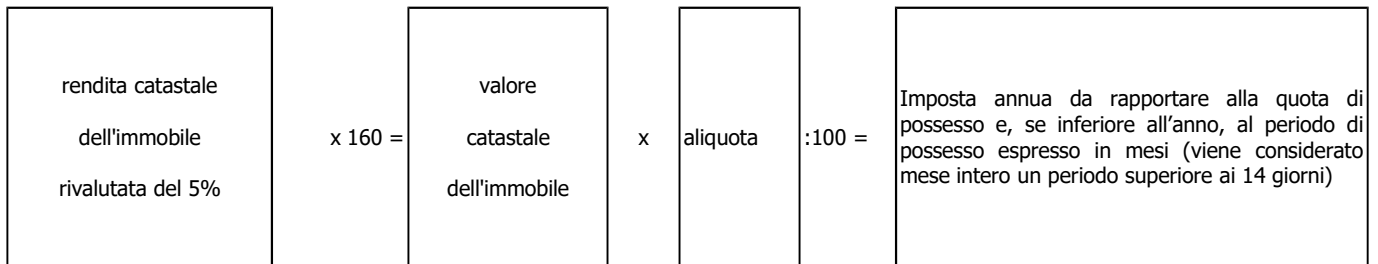 rendita catastale
dell'immobile
rivalutata del 5%
x 160 =
valore
catastale
dell'immobile
x
aliquota
:100 =
Imposta annua da rapportare alla quota di
possesso e, se inferiore all’anno, al periodo di
possesso espresso in mesi (viene considerato
mese intero un periodo superiore ai 14 giorni)